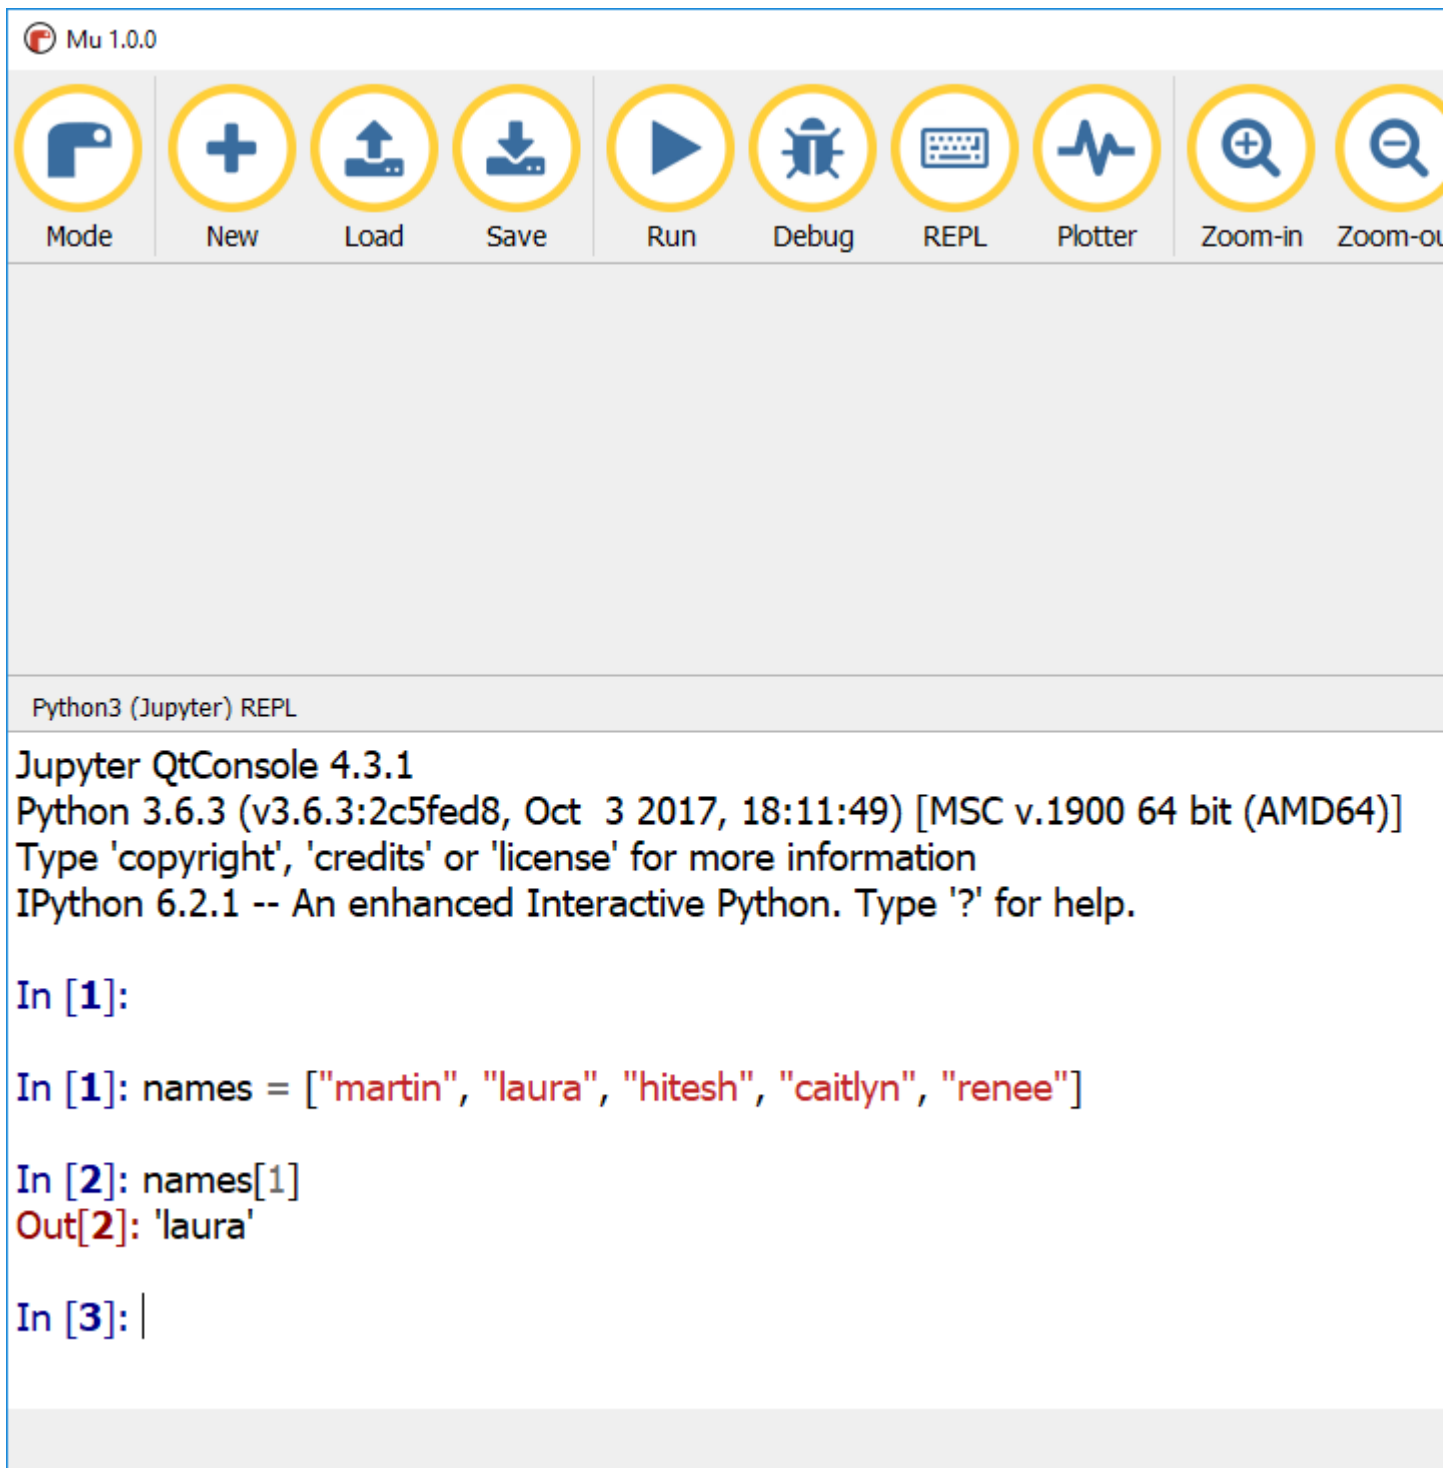 Mu 1.0.0
Mode New Load Save Run Debug REPL Plotter Zoom-in Zoom-ou
Python3 (Jupyter) REPL
Jupyter QtConsole 4.3.1
Python 3.6.3 (v3.6.3:2c5fed8, Oct  3 2017, 18:11:49) [MSC v.1900 64 bit (AMD64)]
Type 'copyright', 'credits' or 'license' for more information
IPython 6.2.1 -- An enhanced Interactive Python. Type '?' for help.
In [1]:
In [1]: names = ["martin", "laura", "hitesh", "caitlyn", "renee"]
In [2]: names[1]
Out[2]: 'laura'
In [3]: